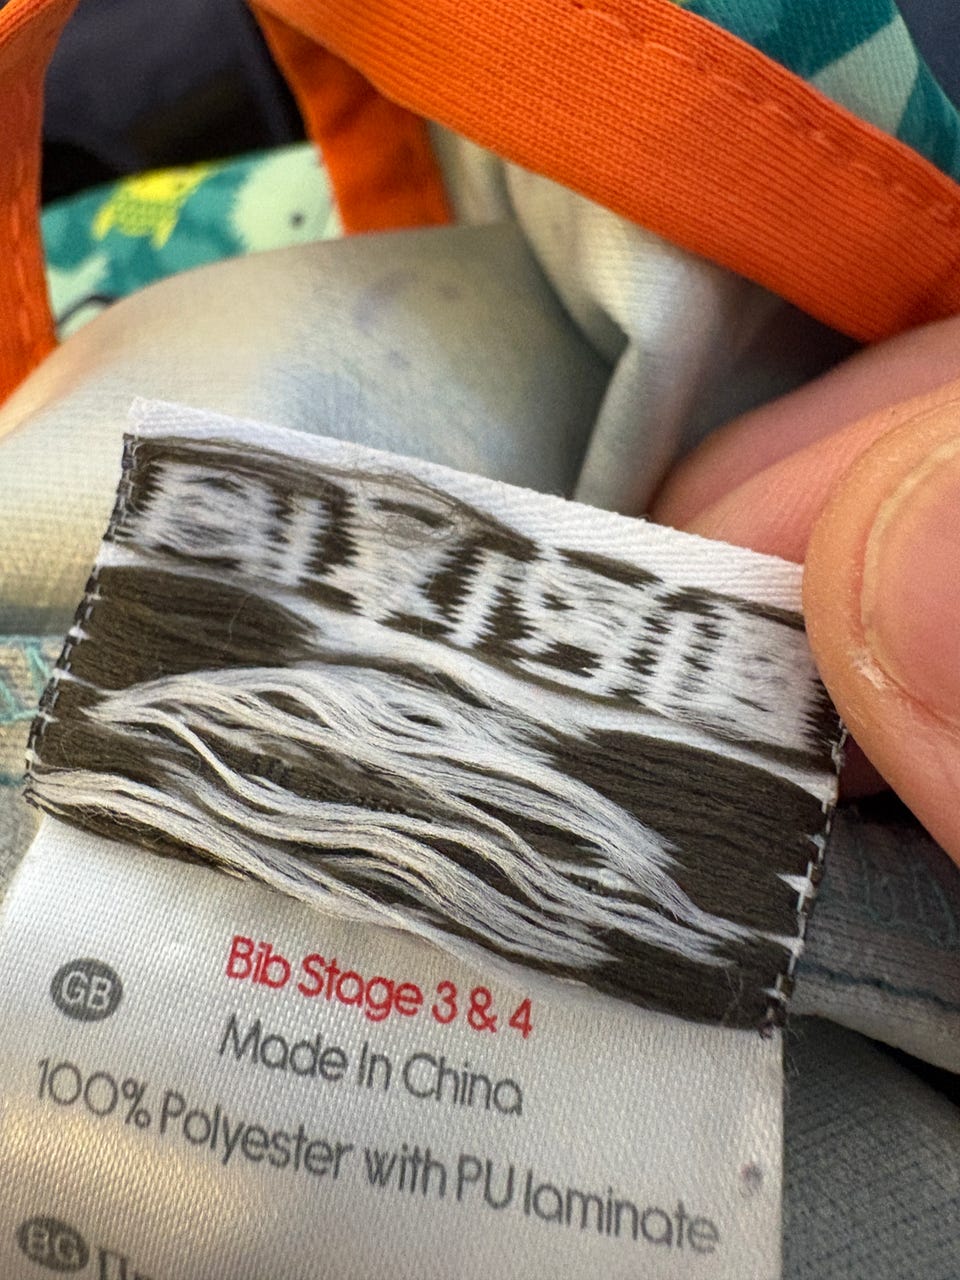 Bib Stage 3 & 4
GB
Made In China
100% Polyester with PU laminate
BG